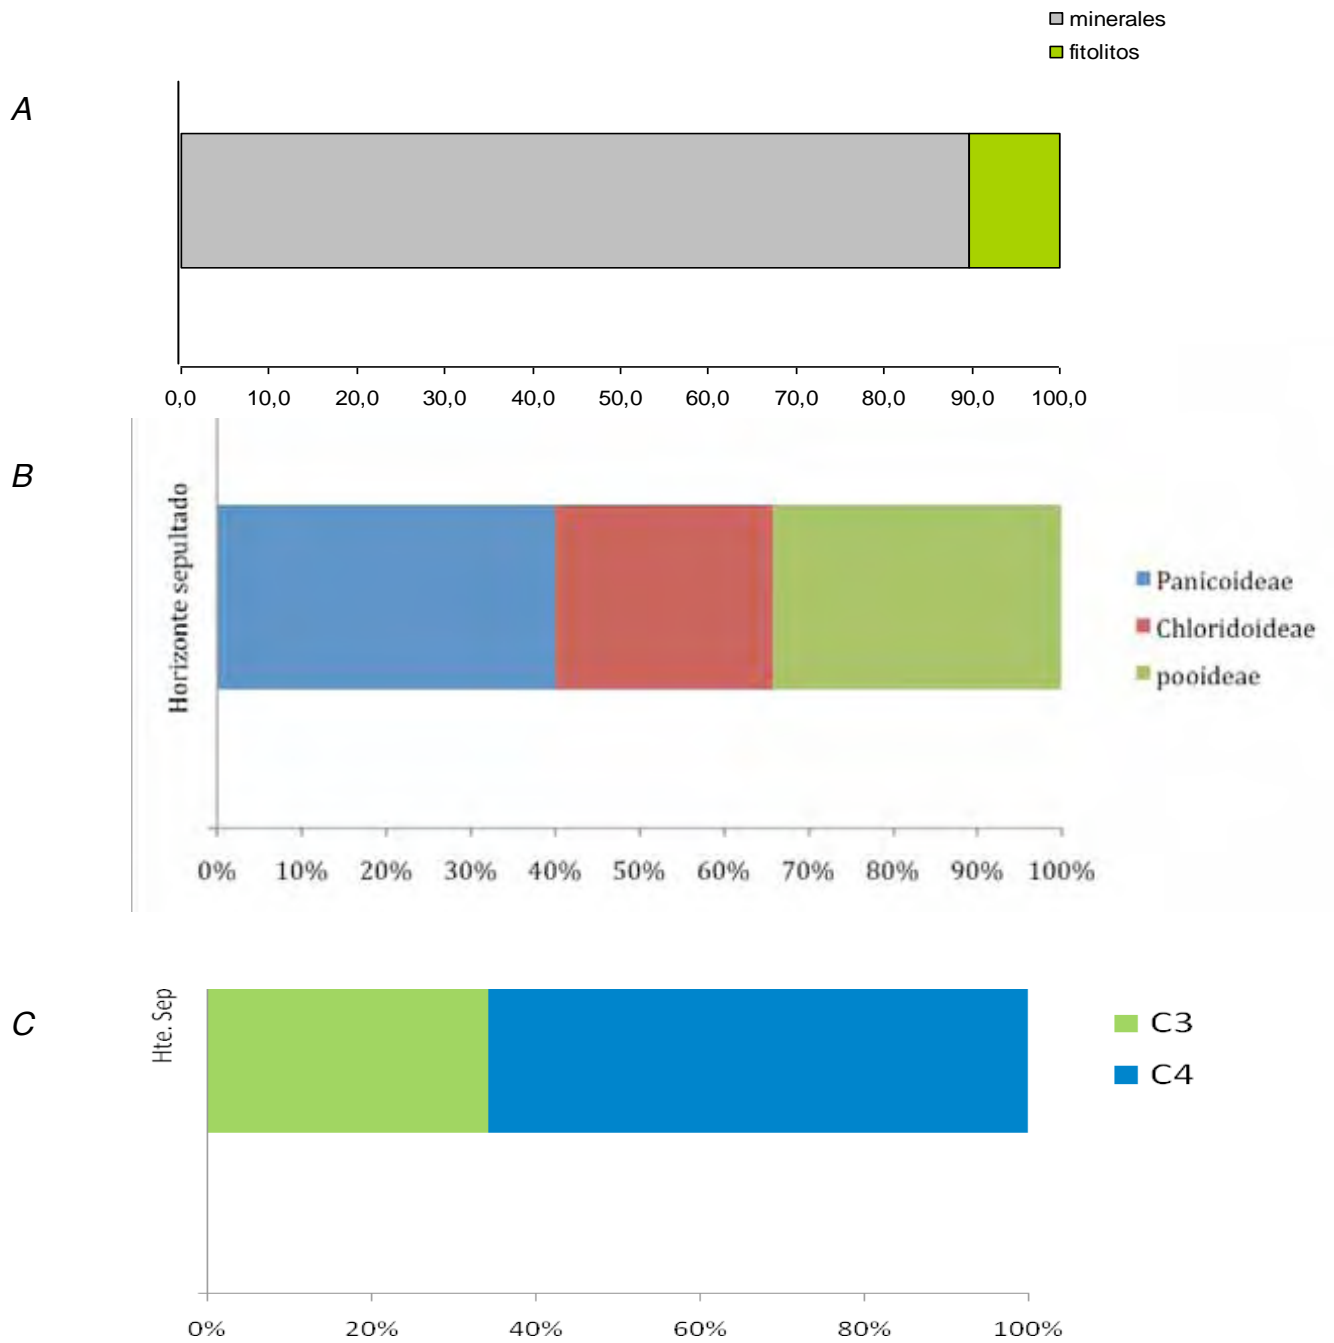 minerales
fitolitos
A
0,0 10,0 20,0 30,0 40,0 50,0 60,0 70,0 80,0 90,0 100,0
B
Horizonte sepultado
Panicoideae
Chloridoideae
pooideae
0% 10% 20% 30% 40% 50% 60% 70% 80% 90% 100%
C
Hte. Sep
C3
C4
0% 20% 40% 60% 80% 100%